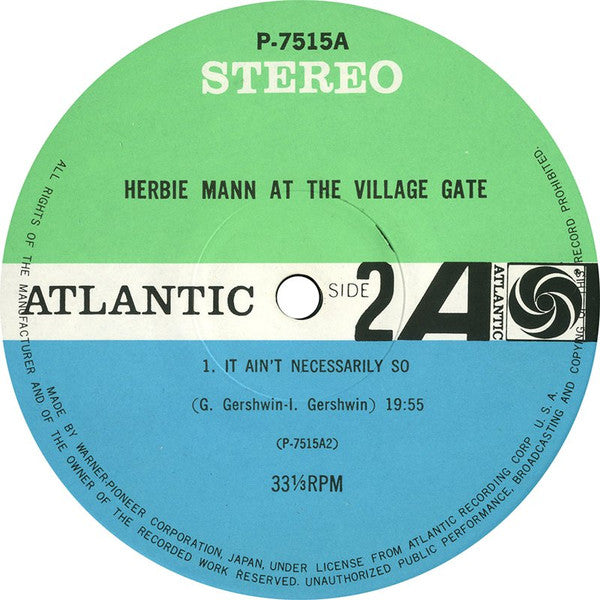 P-7515A
STEREO
HERBIE MANN AT THE VILLAGE GATE
ATLANTIC
SIDE 2
A
ATLANTIC
1. IT AIN'T NECESSARILY SO
(G. Gershwin-I. Gershwin) 19:55
(P-7515A2)
33⅓RPM
ALL RIGHTS OF THE MANUFACTURER AND OF THE OWNER OF THE RECORDED WORK RESERVED. UNAUTHORIZED PUBLIC PERFORMANCE, BROADCASTING AND COPYING OF THIS RECORD PROHIBITED.
MADE BY WARNER-PIONEER CORPORATION, JAPAN, UNDER LICENSE FROM ATLANTIC RECORDING CORP U.S.A.